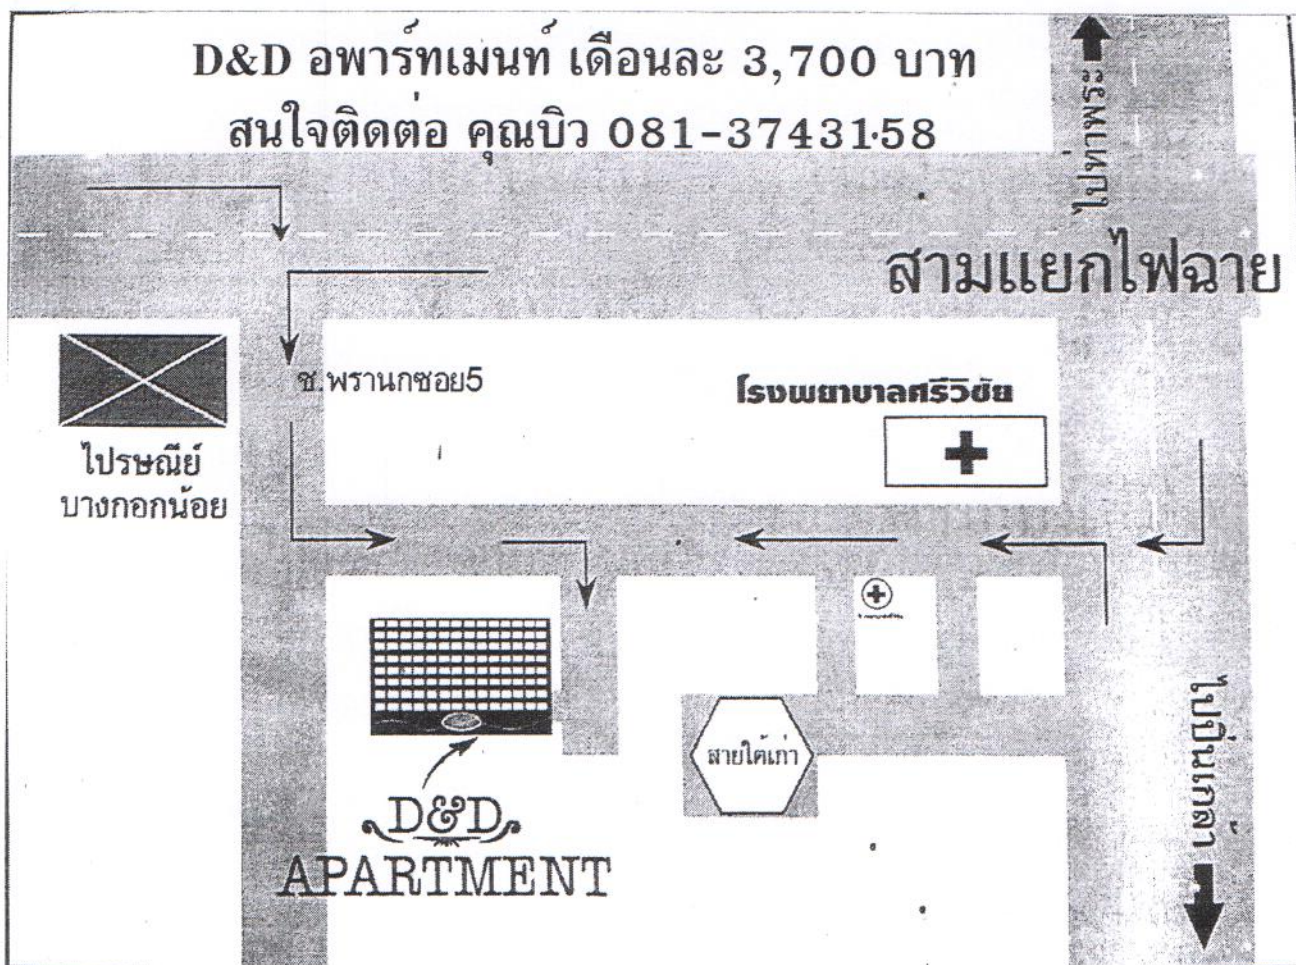 D&D อพาร์ทเมนท์ เดือนละ 3,700 บาท
สนใจติดต่อ คุณบิว 081-3743158
ไปท่าพระ
สามแยกไฟฉาย
ซ.พรานกซอย5
โรงพยาบาลศรีวิชัย
ไปรษณีย์
บางกอกน้อย
สายใต้เก่า
ไปปิ่นเกล้า
D&D
APARTMENT